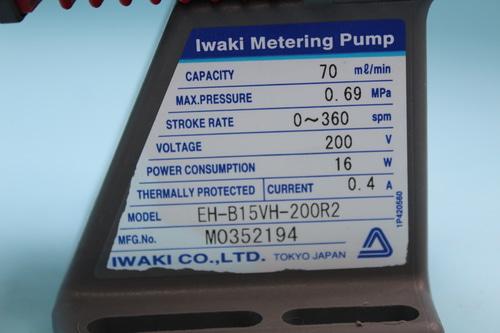 Iwaki Metering Pump
CAPACITY 70 mℓ/min
MAX.PRESSURE 0.69 MPa
STROKE RATE 0~360 spm
VOLTAGE 200 V
POWER CONSUMPTION 16 W
THERMALLY PROTECTED CURRENT 0.4 A
MODEL EH-B15VH-200R2
MFG.No. M0352194
IWAKI CO.,LTD. TOKYO JAPAN
1P420560